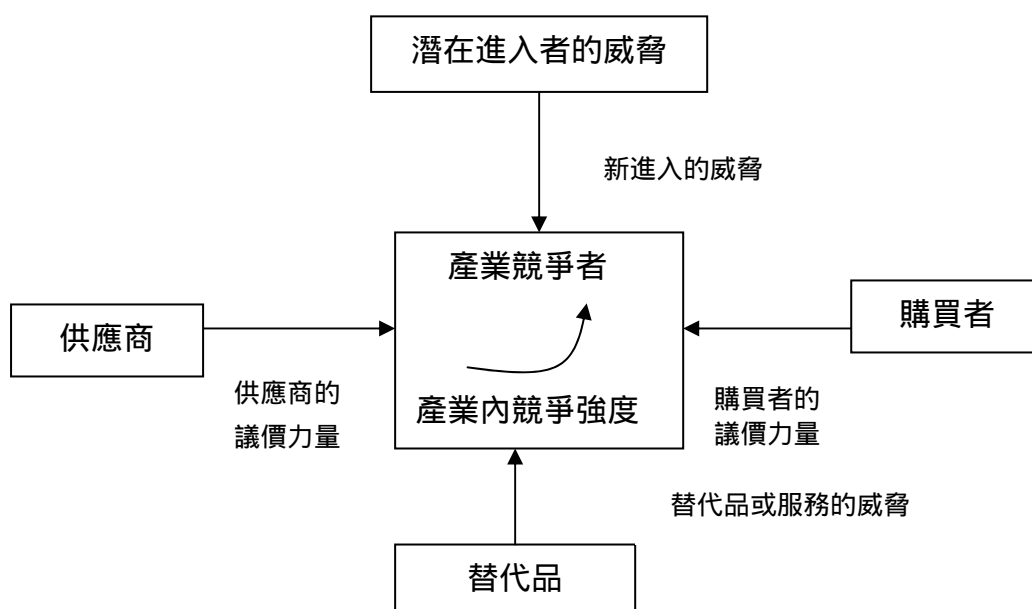 潛在進入者的威脅
新進入的威脅
產業競爭者
供應商
購買者
供應商的
議價力量
產業內競爭強度
購買者的
議價力量
替代品或服務的威脅
替代品